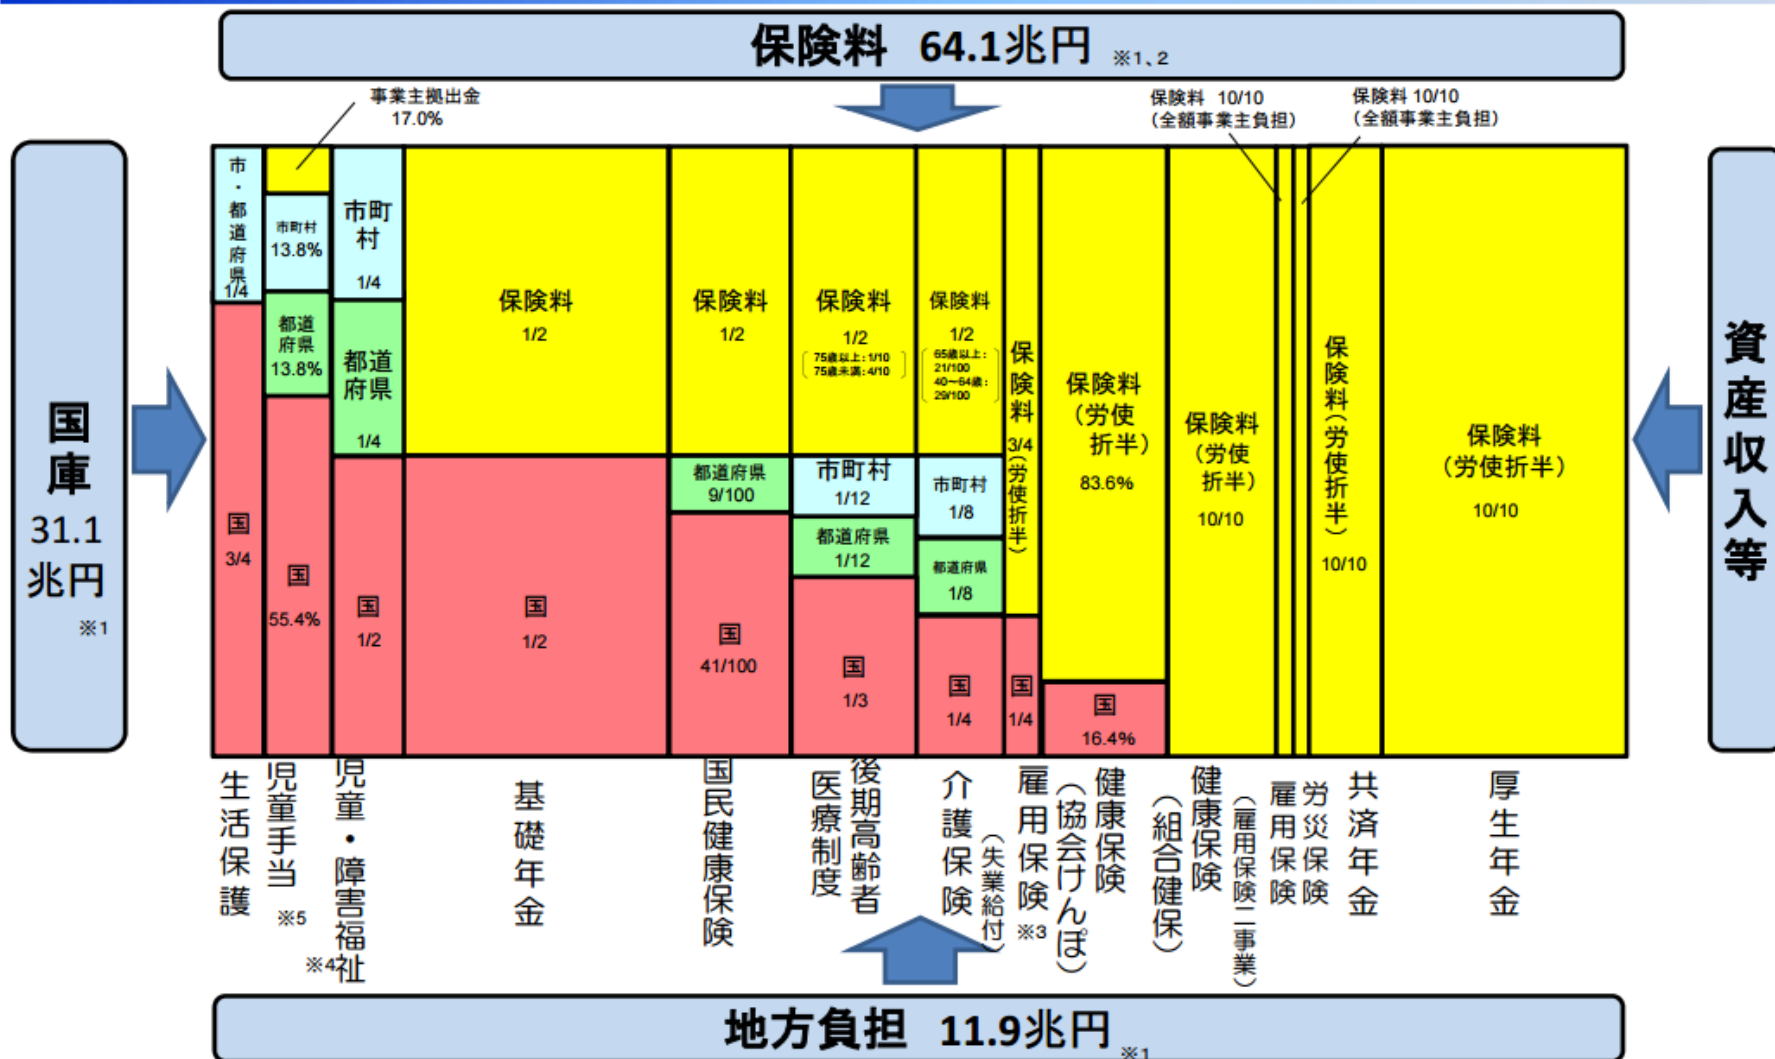 保険料 64.1兆円 ※1、2
事業主拠出金
17.0%
保険料 10/10
（全額事業主負担）
保険料 10/10
（全額事業主負担）
国庫
31.1
兆円
※1
資産収入等
市・都道府県
1/4
国
3/4
市町村
13.8%
都道
府県
13.8%
国
55.4%
市町
村
1/4
都道
府県
1/4
国
1/2
保険料
1/2
国
1/2
保険料
1/2
都道府県
9/100
国
41/100
保険料
1/2
75歳以上：1/10
75歳未満：4/10
市町村
1/12
都道府県
1/12
国
1/3
保険料
1/2
65歳以上：
21/100
40～64歳：
29/100
市町村
1/8
都道府県
1/8
国
1/4
保険料
3/4
（労使折半）
国
1/4
保険料
（労使
折半）
83.6%
国
16.4%
保険料
（労使
折半）
10/10
保険料（労使折半）
10/10
保険料
（労使折半）
10/10
生活保護
児童手当
※5
児童・障害福祉
※4
基礎年金
国民健康保険
後期高齢者
医療制度
介護保険
雇用保険
（失業給付）
※3
健康保険
（協会けんぽ）
健康保険
（組合健保）
雇用保険
（雇用保険二事業）
労災保険
共済年金
厚生年金
地方負担 11.9兆円 ※1